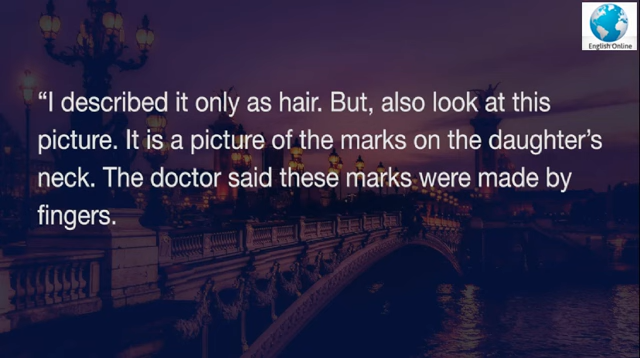 English Online
“I described it only as hair. But, also look at this
picture. It is a picture of the marks on the daughter’s
neck. The doctor said these marks were made by
fingers.